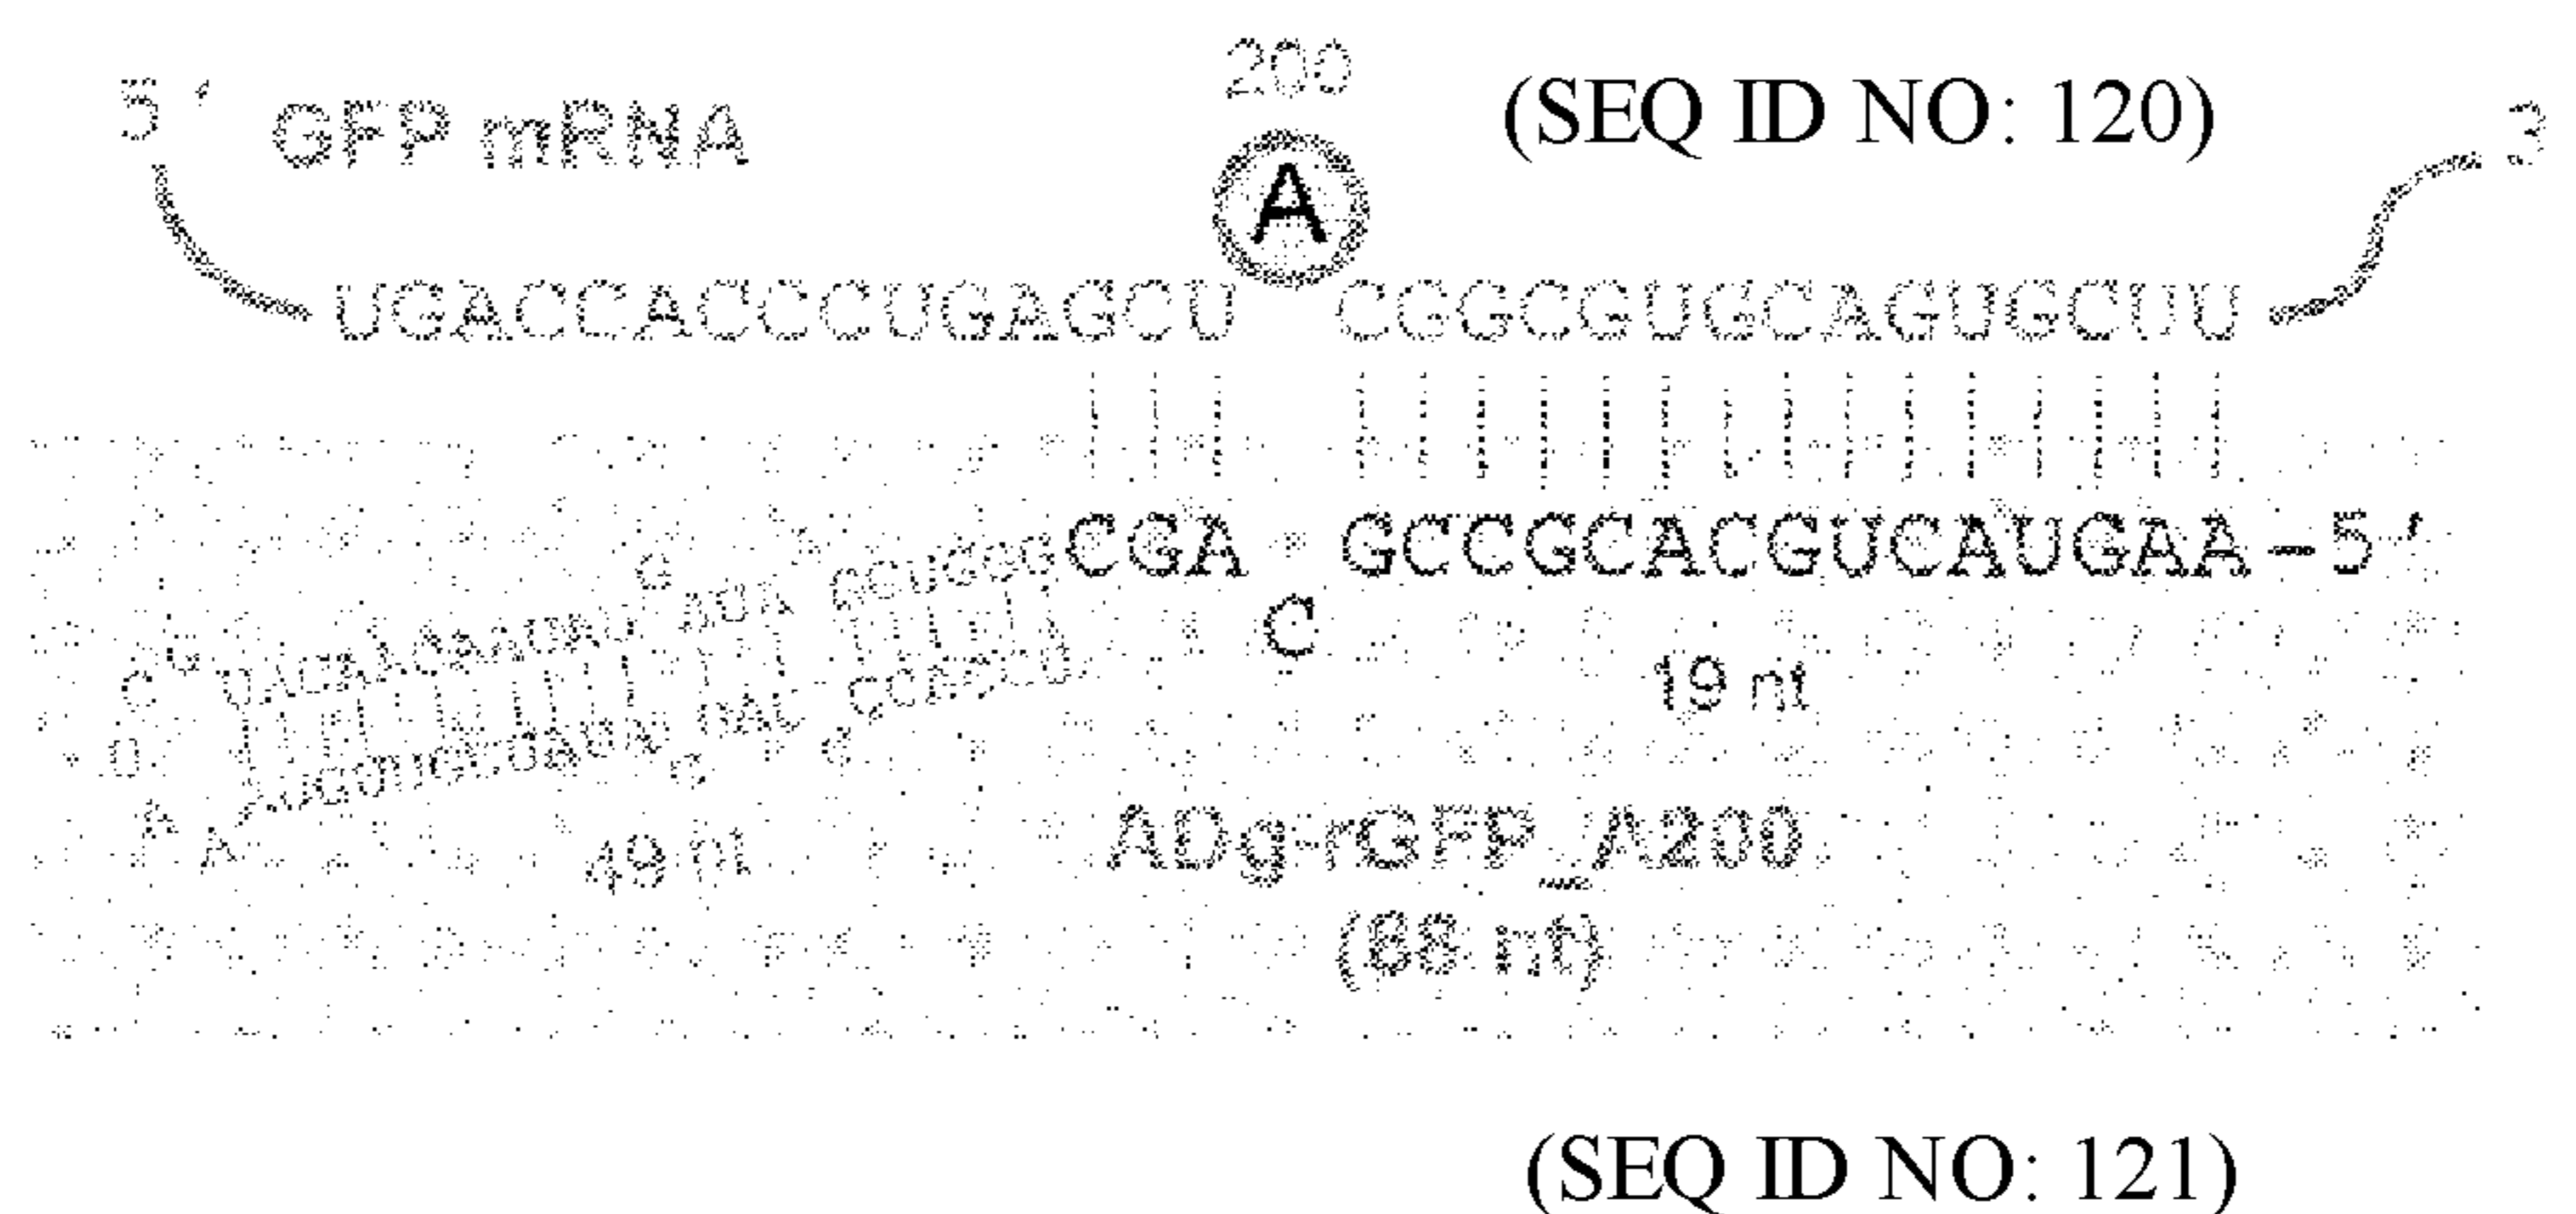 200
5' GFP mRNA (SEQ ID NO: 120) 3
A
UGACCACCCUGAGCU CGGCGUGCAGUGCUU
CGA GCCGCACGUCAUGAA-5'
C
19 nt
49 nt
ADg-rGFP_A200
(68 nt)
(SEQ ID NO: 121)